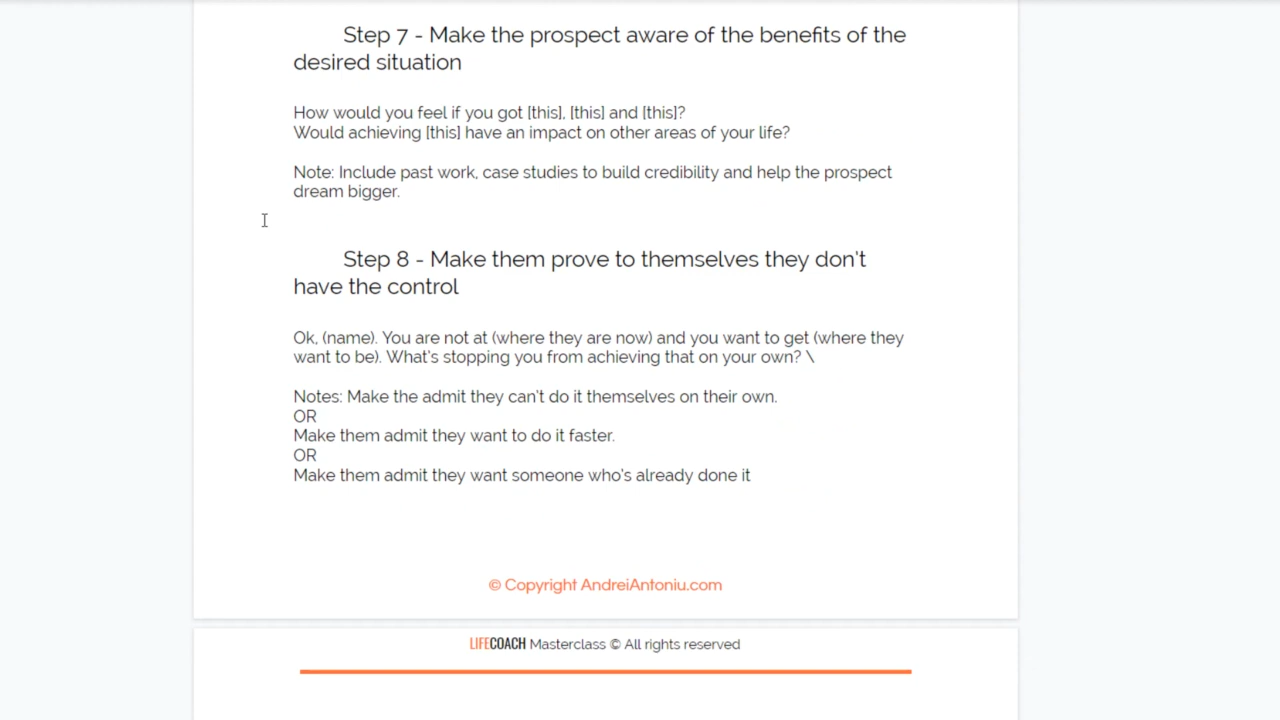 Step 7 - Make the prospect aware of the benefits of the
desired situation
How would you feel if you got [this], [this] and [this]?
Would achieving [this] have an impact on other areas of your life?
Note: Include past work, case studies to build credibility and help the prospect
dream bigger.
Step 8 - Make them prove to themselves they don't
have the control
Ok, (name). You are not at (where they are now) and you want to get (where they
want to be). What's stopping you from achieving that on your own? \
Notes: Make the admit they can't do it themselves on their own.
OR
Make them admit they want to do it faster.
OR
Make them admit they want someone who's already done it
© Copyright AndreiAntoniu.com
LIFECOACH Masterclass © All rights reserved